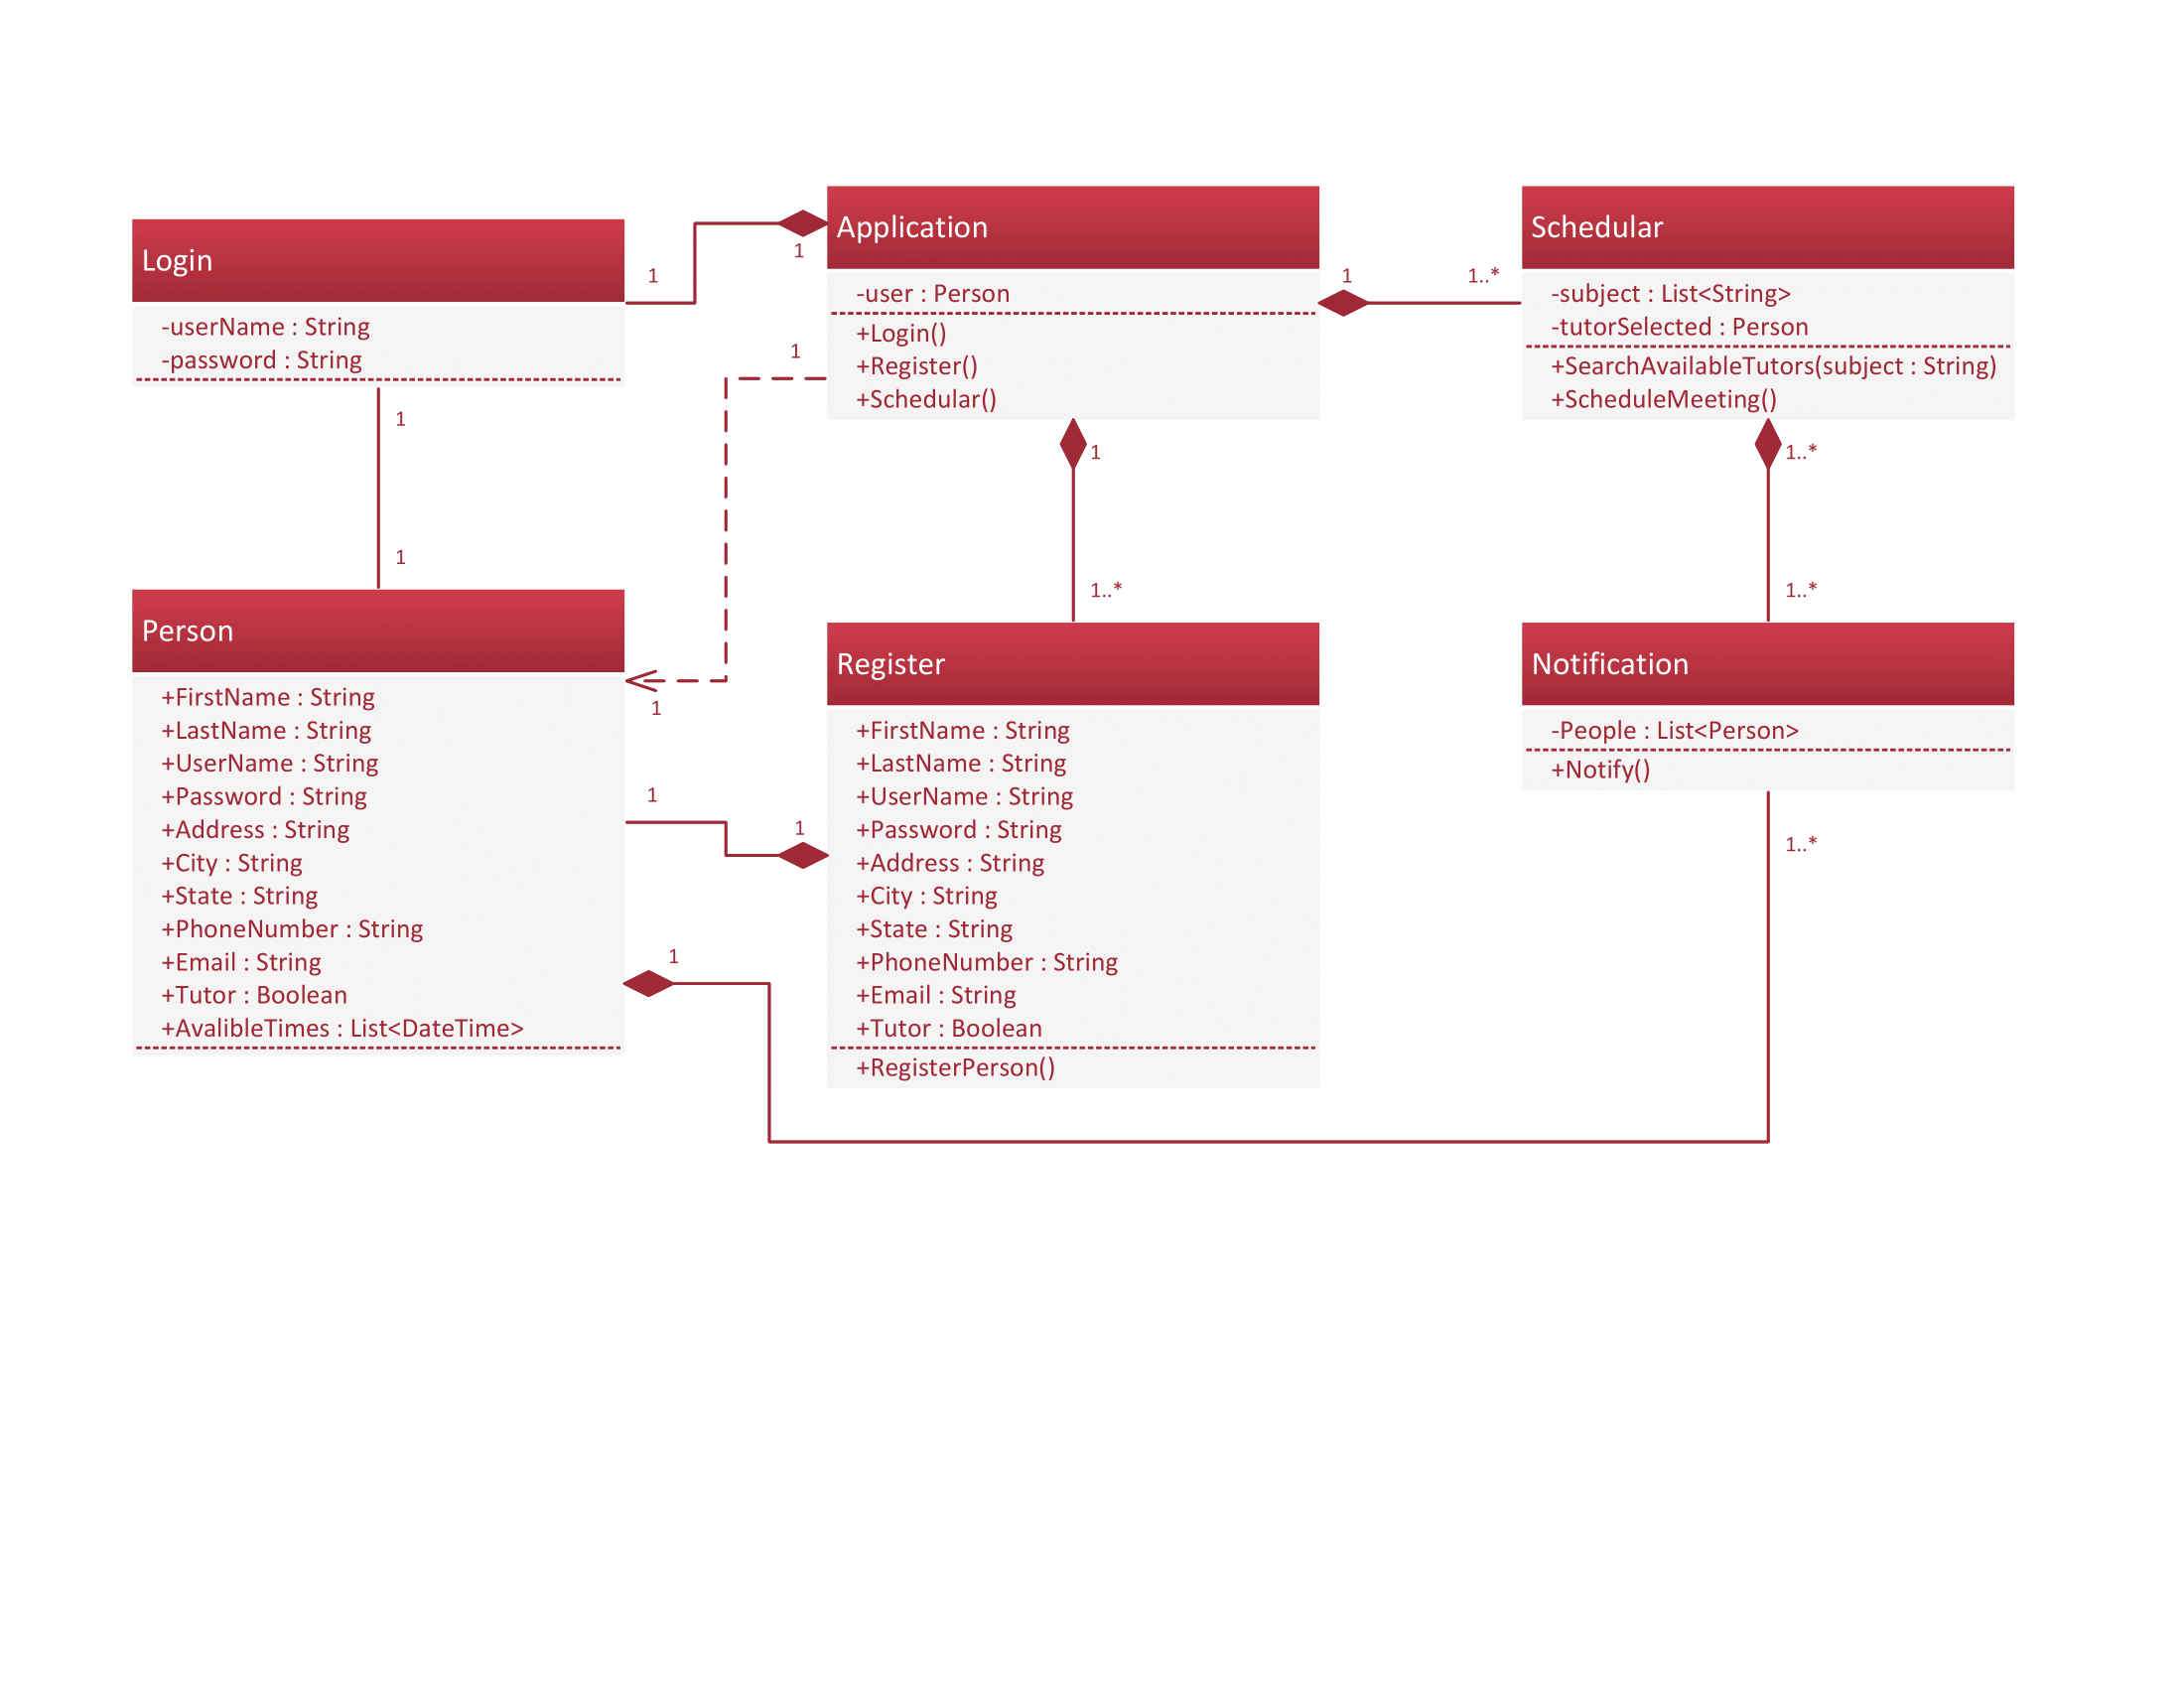 Login
-userName : String
-password : String
1
1
1
1
Application
-user : Person
+Login()
+Register()
+Schedular()
1
1..*
Schedular
-subject : List<String>
-tutorSelected : Person
+SearchAvailableTutors(subject : String)
+ScheduleMeeting()
1
1
1..*
1
1..*
1..*
Person
+FirstName : String
+LastName : String
+UserName : String
+Password : String
+Address : String
+City : String
+State : String
+PhoneNumber : String
+Email : String
+Tutor : Boolean
+AvalibleTimes : List<DateTime>
1
1
1
1
Register
+FirstName : String
+LastName : String
+UserName : String
+Password : String
+Address : String
+City : String
+State : String
+PhoneNumber : String
+Email : String
+Tutor : Boolean
+RegisterPerson()
Notification
-People : List<Person>
+Notify()
1..*